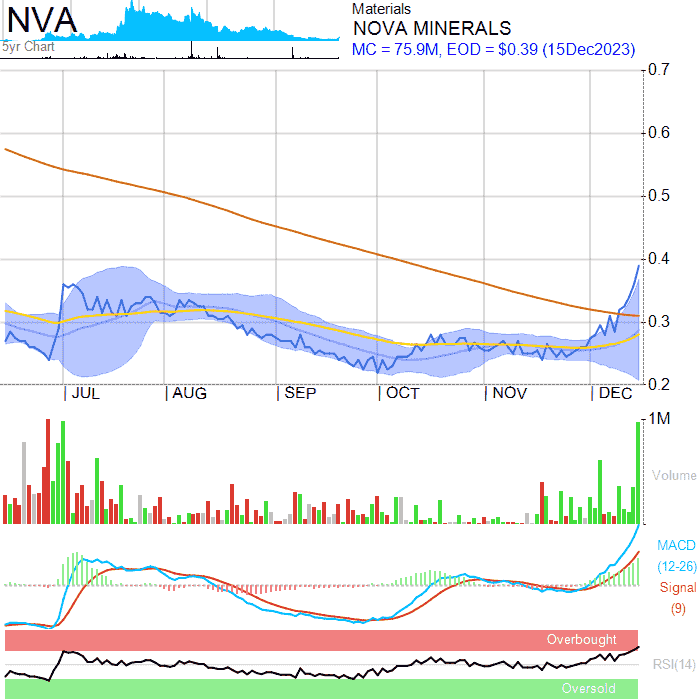 NVA
5yr Chart
Materials
NOVA MINERALS
MC = 75.9M, EOD = $0.39 (15Dec2023)
0.7
0.6
0.5
0.4
0.3
0.2
JUL AUG SEP OCT NOV DEC
1M
Volume
MACD
(12-26)
Signal
(9)
Overbought
RSI(14)
Oversold